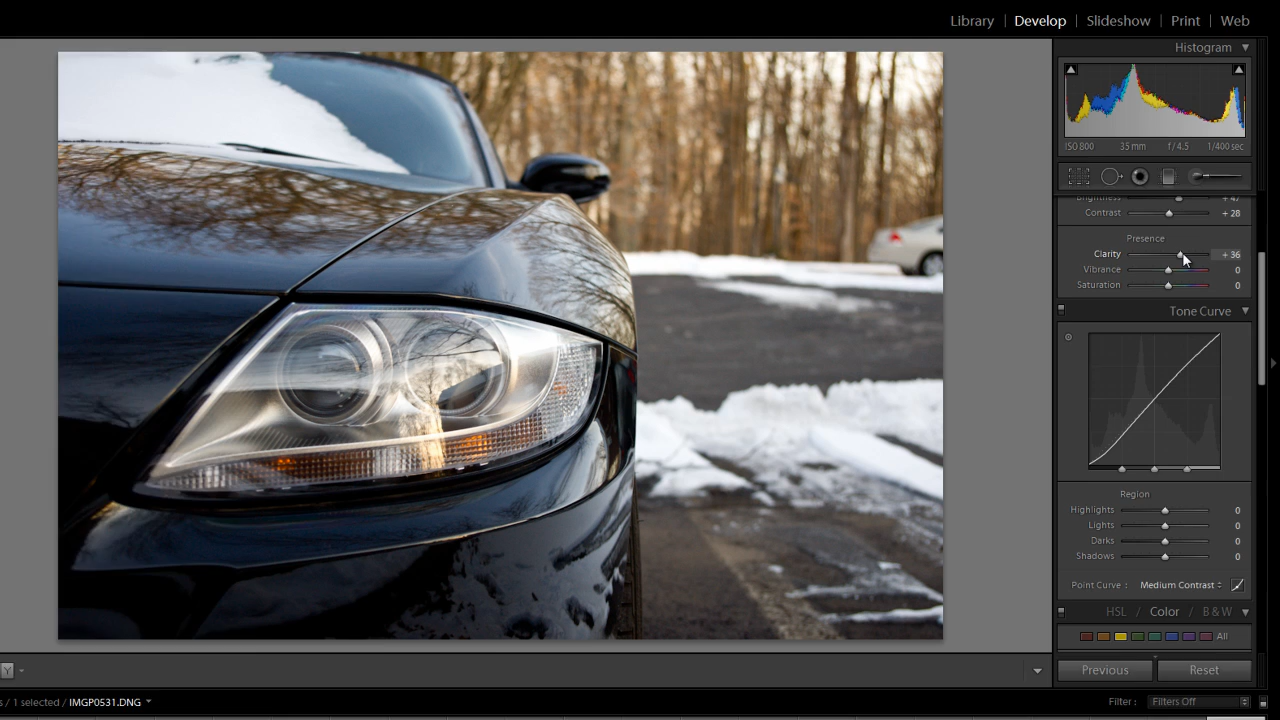 Library | Develop | Slideshow | Print | Web
Histogram
ISO 800 35 mm f / 4.5 1/400 sec
Brightness + 47
Contrast + 28
Presence
Clarity + 36
Vibrance 0
Saturation 0
Tone Curve
Region
Highlights 0
Lights 0
Darks 0
Shadows 0
Point Curve : Medium Contrast
HSL / Color / B & W
All
Y
Previous Reset
s / 1 selected / IMGP0531.DNG
Filter : Filters Off